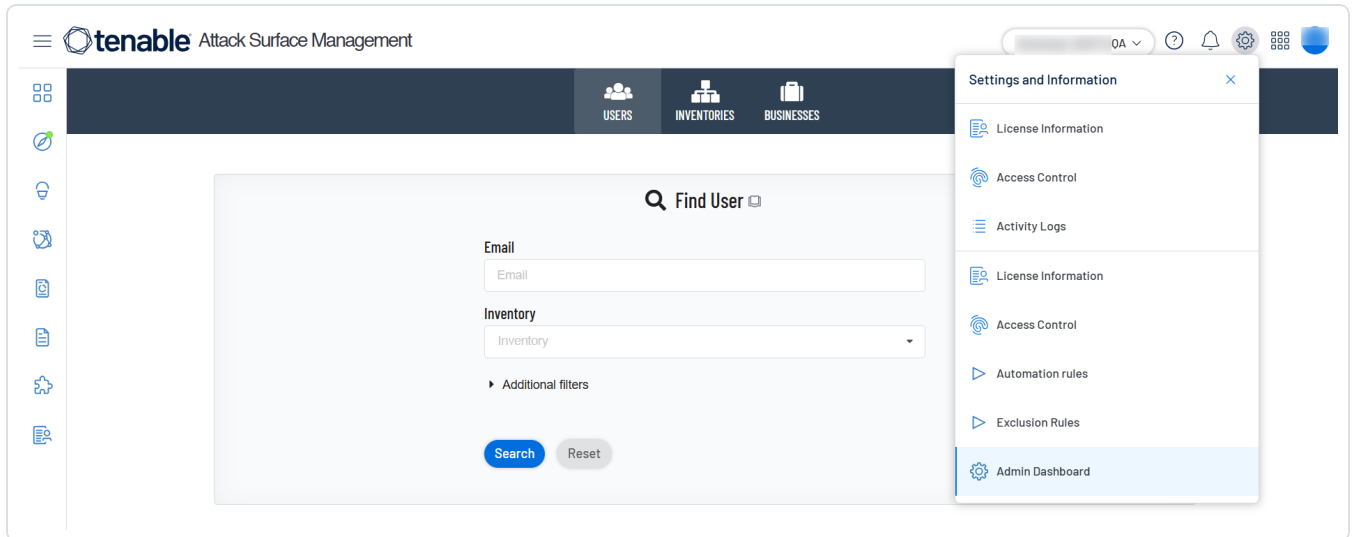 tenable Attack Surface Management
QA
USERS
INVENTORIES
BUSINESSES
Find User
Email
Email
Inventory
Inventory
Additional filters
Search
Reset
Settings and Information
License Information
Access Control
Activity Logs
License Information
Access Control
Automation rules
Exclusion Rules
Admin Dashboard